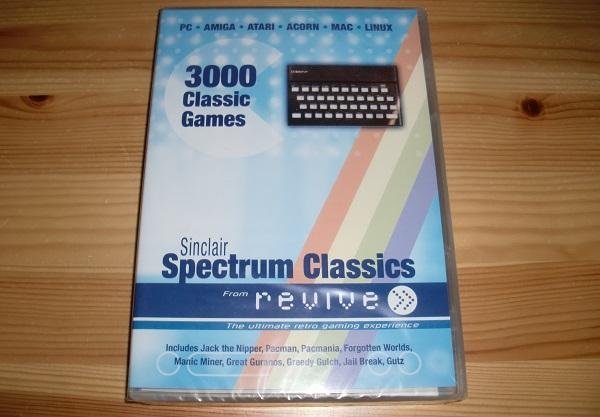 PC • AMIGA • ATARI • ACORN • MAC • LINUX
3000
Classic
Games
Sinclair
Spectrum Classics
From revive
The ultimate retro gaming experience
Includes Jack the Nipper, Pacman, Pacmania, Forgotten Worlds,
Manic Miner, Great Guranos, Greedy Gulch, Jail Break, Gutz